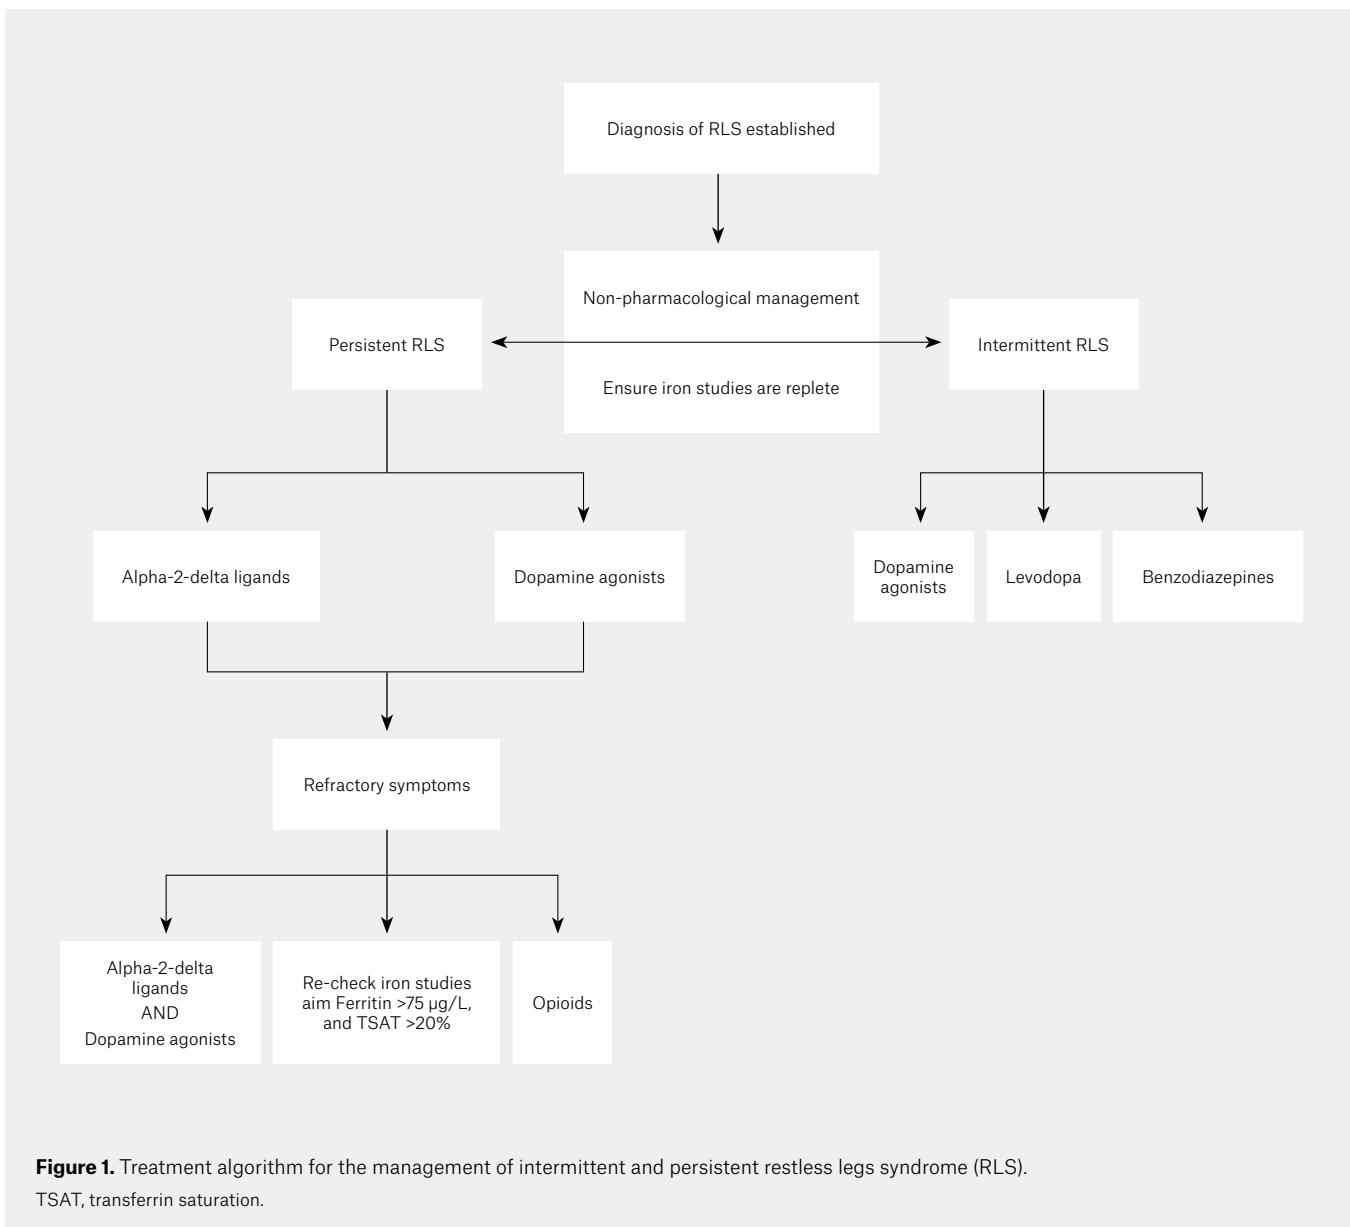 Diagnosis of RLS established
Non-pharmacological management
Persistent RLS
Intermittent RLS
Ensure iron studies are replete
Alpha-2-delta ligands
Dopamine agonists
Dopamine
agonists
Levodopa
Benzodiazepines
Refractory symptoms
Alpha-2-delta
ligands
AND
Dopamine agonists
Re-check iron studies
aim Ferritin >75 µg/L,
and TSAT >20%
Opioids
Figure 1. Treatment algorithm for the management of intermittent and persistent restless legs syndrome (RLS).
TSAT, transferrin saturation.